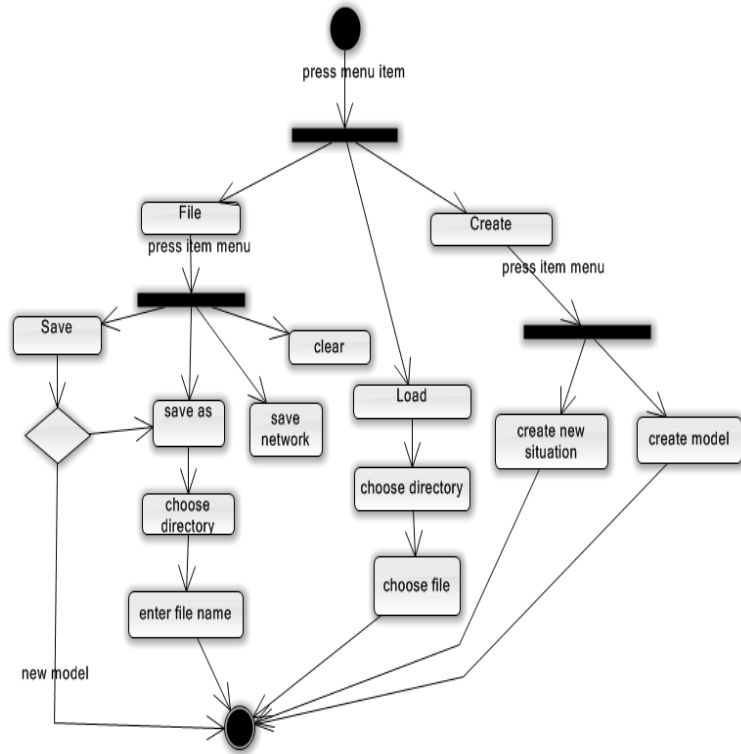 press menu item
File
Create
press item menu
press item menu
Save
clear
Load
save as
save
network
create new
situation
create model
choose directory
choose
directory
choose file
enter file name
new model